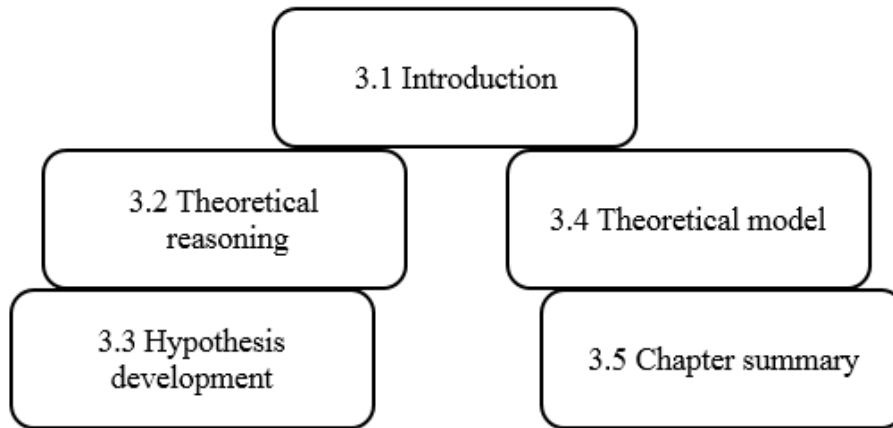 3.1 Introduction
3.2 Theoretical
reasoning
3.3 Hypothesis
development
3.4 Theoretical model
3.5 Chapter summary